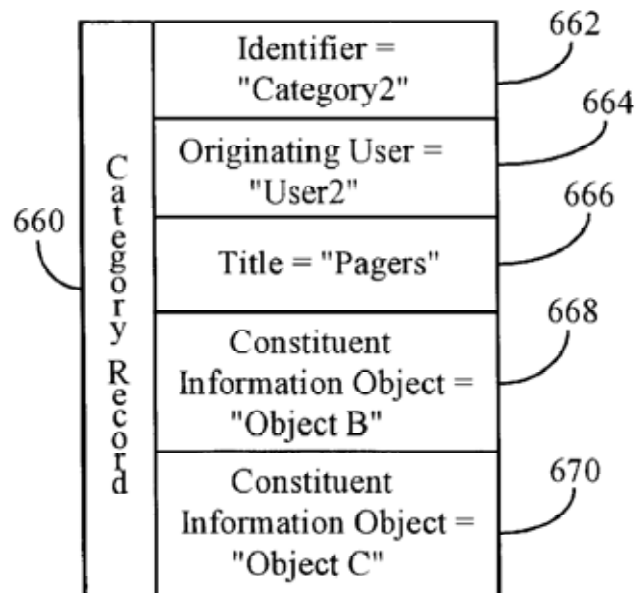 Identifier =
"Category2"
662
Originating User =
"User2"
664
Title = "Pagers"
666
660
Category Record
Constituent
Information Object =
"Object B"
668
Constituent
Information Object =
"Object C"
670